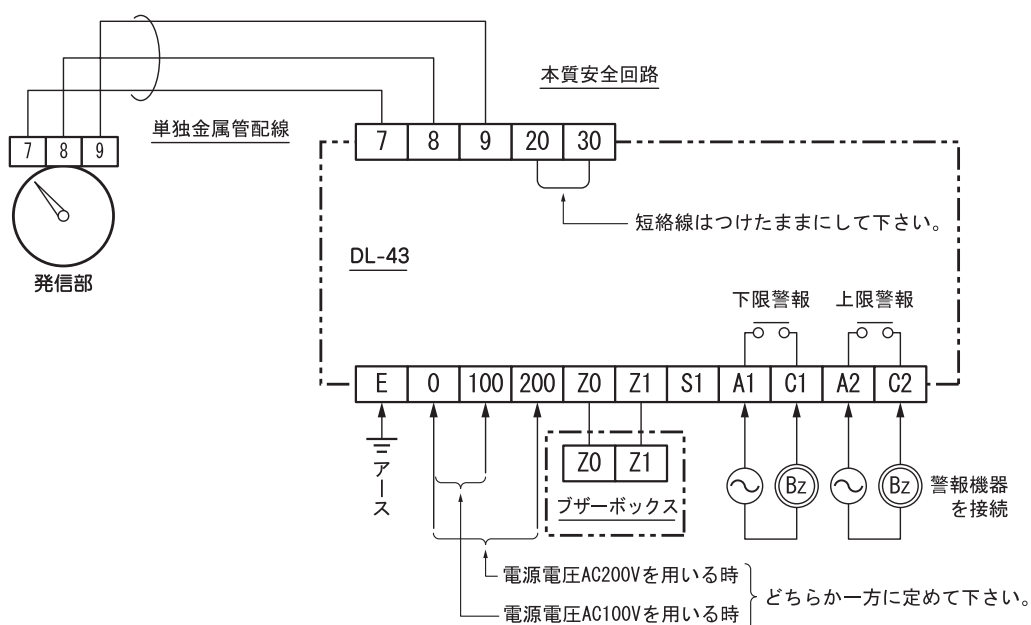 本質安全回路
単独金属管配線
7 8 9 20 30
7 8 9
短絡線はつけたままにして下さい。
DL-43
発信部
下限警報 上限警報
E 0 100 200 Z0 Z1 S1 A1 C1 A2 C2
アース
Z0 Z1
ブザーボックス
Bz Bz
警報機器
を接続
電源電圧AC200Vを用いる時
電源電圧AC100Vを用いる時
どちらか一方に定めて下さい。